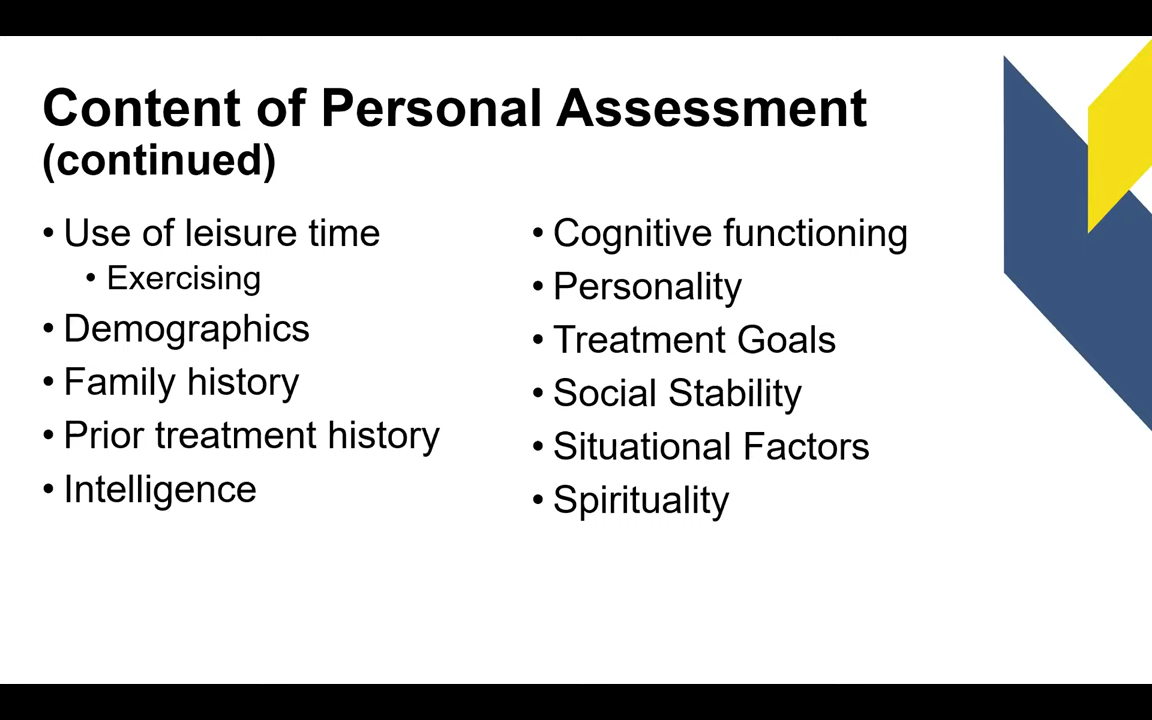 Content of Personal Assessment
(continued)
• Use of leisure time
• Exercising
• Demographics
• Family history
• Prior treatment history
• Intelligence
• Cognitive functioning
• Personality
• Treatment Goals
• Social Stability
• Situational Factors
• Spirituality